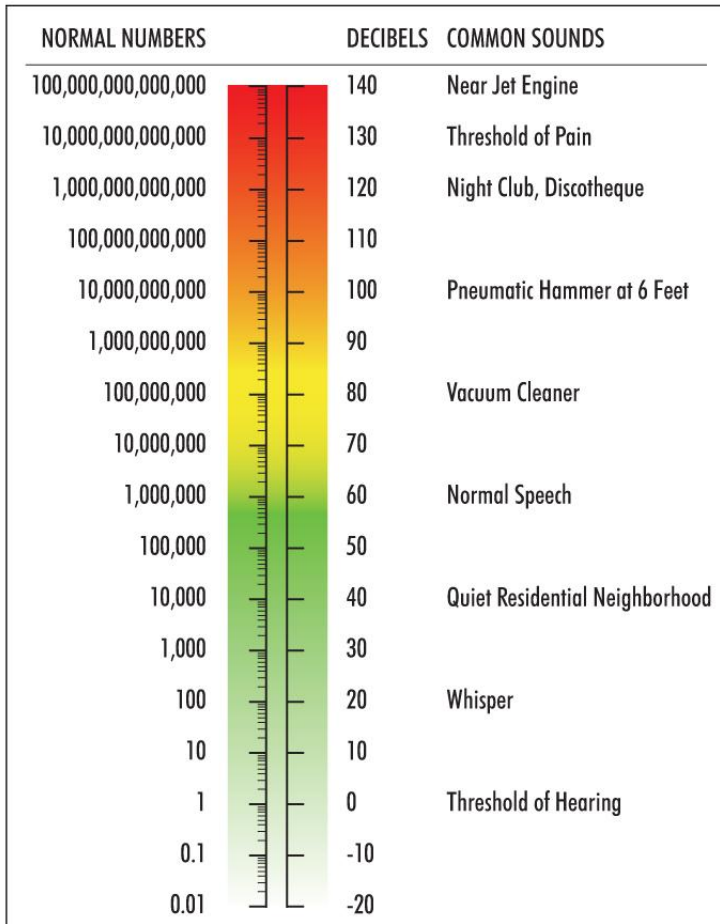 NORMAL NUMBERS DECIBELS COMMON SOUNDS
100,000,000,000,000 140 Near Jet Engine
10,000,000,000,000 130 Threshold of Pain
1,000,000,000,000 120 Night Club, Discotheque
100,000,000,000 110
10,000,000,000 100 Pneumatic Hammer at 6 Feet
1,000,000,000 90
100,000,000 80 Vacuum Cleaner
10,000,000 70
1,000,000 60 Normal Speech
100,000 50
10,000 40 Quiet Residential Neighborhood
1,000 30
100 20 Whisper
10 10
1 0 Threshold of Hearing
0.1 -10
0.01 -20